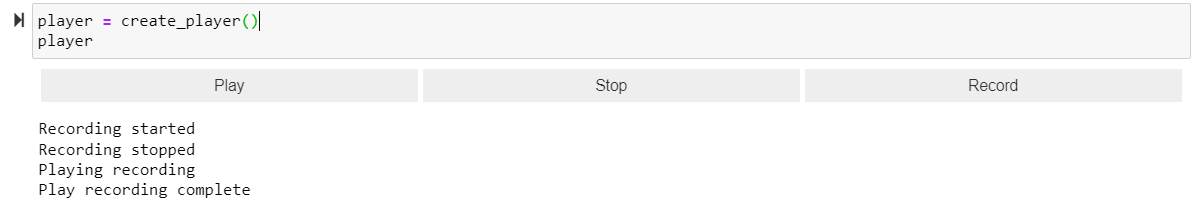 player = create_player()
player
Play Stop Record
Recording started
Recording stopped
Playing recording
Play recording complete